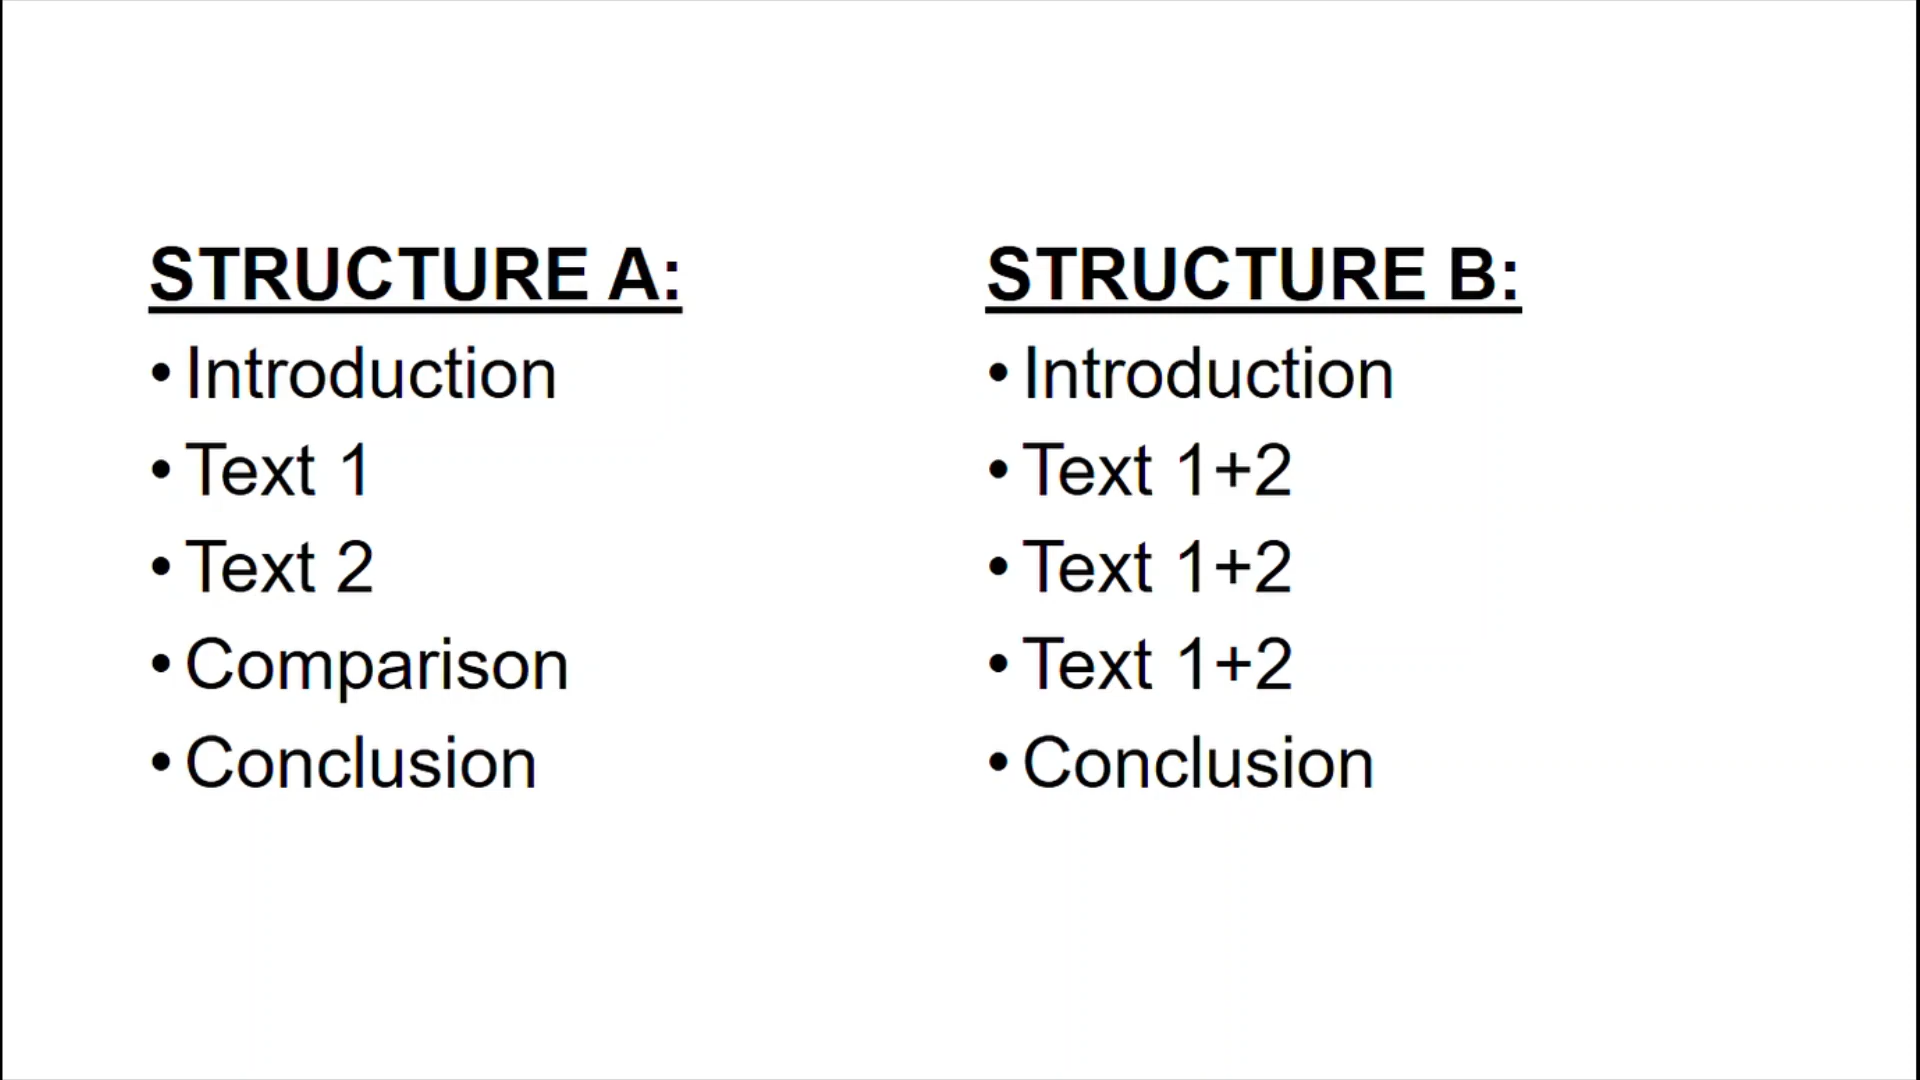 STRUCTURE A:
• Introduction
• Text 1
• Text 2
• Comparison
• Conclusion
STRUCTURE B:
• Introduction
• Text 1+2
• Text 1+2
• Text 1+2
• Conclusion